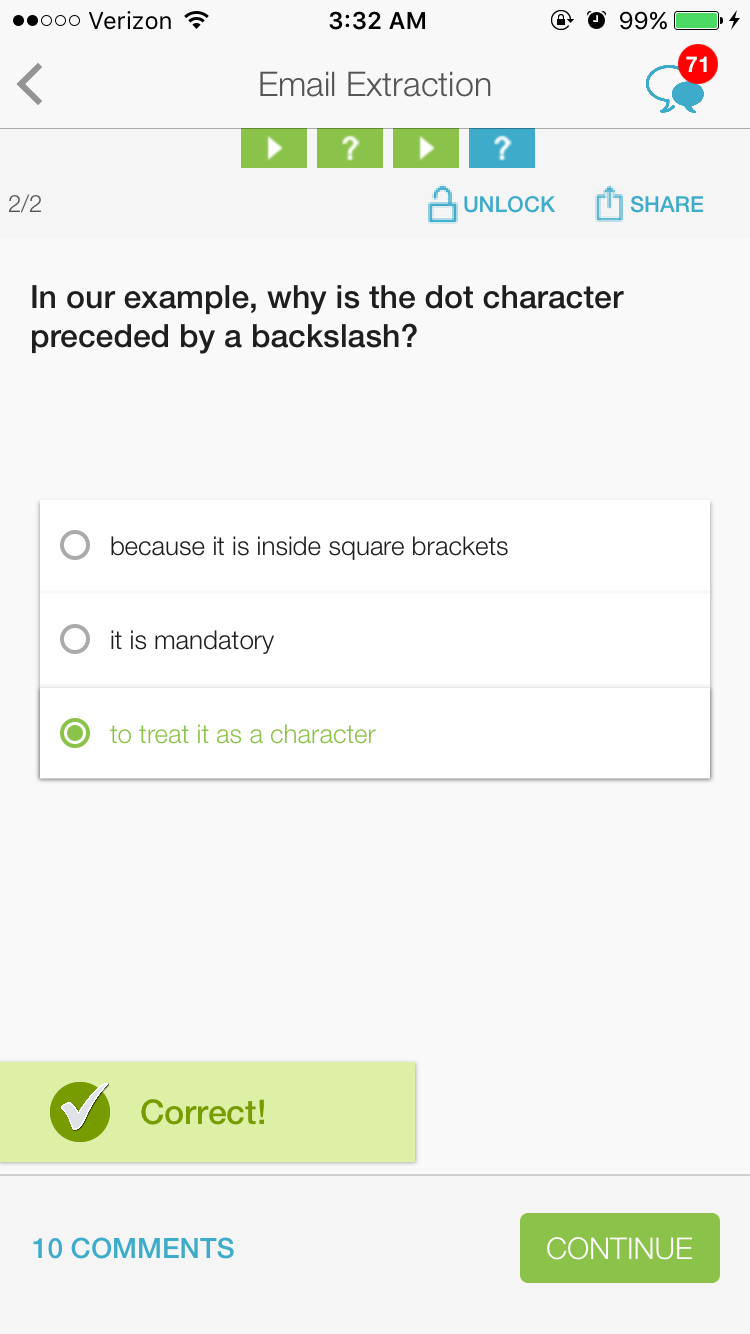 Verizon 3:32 AM 99%
Email Extraction 71
? ?
2/2 UNLOCK SHARE
In our example, why is the dot character
preceded by a backslash?
because it is inside square brackets
it is mandatory
to treat it as a character
Correct!
10 COMMENTS CONTINUE